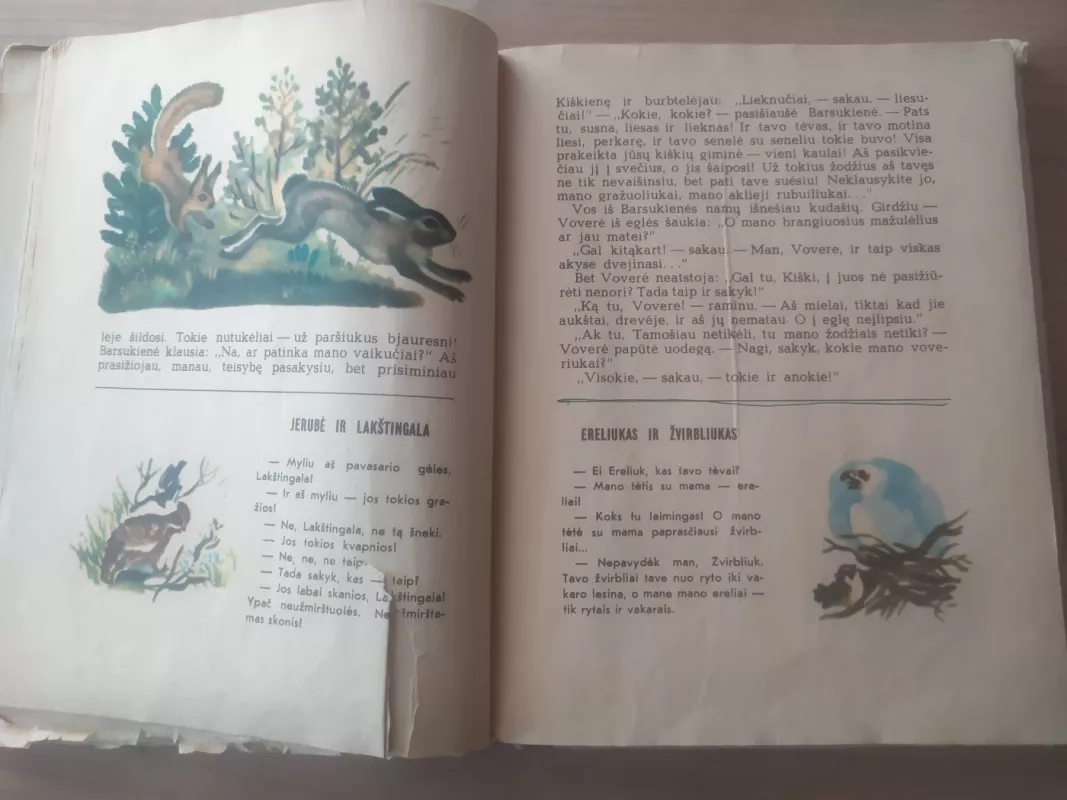 lėje šildosi. Tokie nutukėliai — už paršiukus bjauresni!
Barsukienė klausia: „Na, ar patinka mano vaikučiai?" Aš
prasižiojau, manau, teisybę pasakysiu, bet prisiminiau
JERUBĖ IR LAKŠTINGALA
— Myliu aš pavasario gėles,
Lakštingala!
— Ir aš myliu — jos tokios gra-
žios!
— Ne, Lakštingala, ne tą šneki.
— Jos tokios kvapnios!
— Ne, ne, ne taip
— Tada sakyk, kas — taip?
— Jos labai skanios, Lakštingala!
Ypač neužmirštuolės. Neužmiršta-
mas skonis!
Kiškienę ir burbtelėjau: „Lieknučiai, — sakau, — liesu-
čiai!" — „Kokie, kokie? — pasišiaušė Barsukienė. — Pats
tu, susna, liesas ir lieknas! Ir tavo tėvas, ir tavo motina
liesi, perkarę, ir tavo senelė su seneliu tokie buvo! Visa
prakeikta jūsų kiškių giminė — vieni kaulai! Aš pasikvie-
čiau jį į svečius, o jis šaiposi! Už tokius žodžius aš tavęs
ne tik nevaišinsiu, bet pati tave suėsiu! Neklausykite jo,
mano gražuoliukai, mano aklieji rubuiliukai. . ."
Vos iš Barsukienės namų išnešiau kudašių. Girdžiu —
Voverė iš eglės šaukia: „O mano brangiuosius mažulėlius
ar jau matei?"
„Gal kitąkart! — sakau. — Man, Vovere, ir taip viskas
akyse dvejinasi. . ."
Bet Voverė neatstoja: „Gal tu, Kiški, į juos nė pasižiū-
rėti nenori? Tada taip ir sakyk!"
„Ką tu, Vovere! — raminu. — Aš mielai, tiktai kad jie
aukštai, drevėje, ir aš jų nematau. O į eglę neįlipsiu."
„Ak tu, Tamošiau netikėli, tu mano žodžiais netiki? —
Voverė papūtė uodegą. — Nagi, sakyk, kokie mano vove-
riukai?"
„Visokie, — sakau, — tokie ir anokie!"
ERELIUKAS IR ŽVIRBLIUKAS
— Ei Ereliuk, kas tavo tėvai?
— Mano tėtis su mama — ere-
liai!
— Koks tu laimingas! O mano
tėtė su mama paprasčiausi žvirb-
liai...
— Nepavydėk man, Žvirbliuk.
Tavo žvirbliai tave nuo ryto iki va-
karo lesina, o mane mano ereliai —
tik rytais ir vakarais.